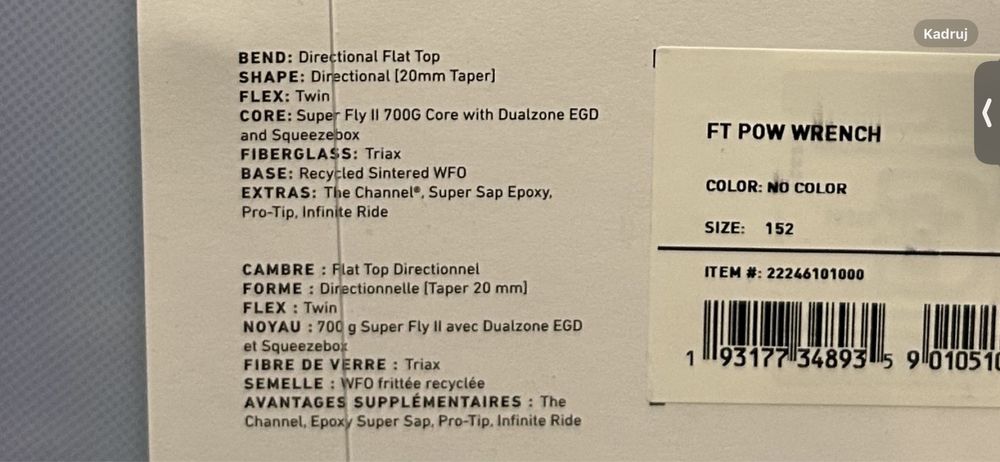 Kadruj
BEND: Directional Flat Top
SHAPE: Directional [20mm Taper]
FLEX: Twin
CORE: Super Fly II 700G Core with Dualzone EGD
and Squeezebox
FIBERGLASS: Triax
BASE: Recycled Sintered WFO
EXTRAS: The Channel®, Super Sap Epoxy,
Pro-Tip, Infinite Ride
CAMBRE : Flat Top Directionnel
FORME : Directionnelle [Taper 20 mm]
FLEX : Twin
NOYAU : 700 g Super Fly II avec Dualzone EGD
et Squeezebox
FIBRE DE VERRE : Triax
SEMELLE : WFO frittée recyclée
AVANTAGES SUPPLÉMENTAIRES : The
Channel, Epoxy Super Sap, Pro-Tip, Infinite Ride
FT POW WRENCH
COLOR: NO COLOR
SIZE: 152
ITEM #: 22246101000
1 93177 34893 5 9 01051